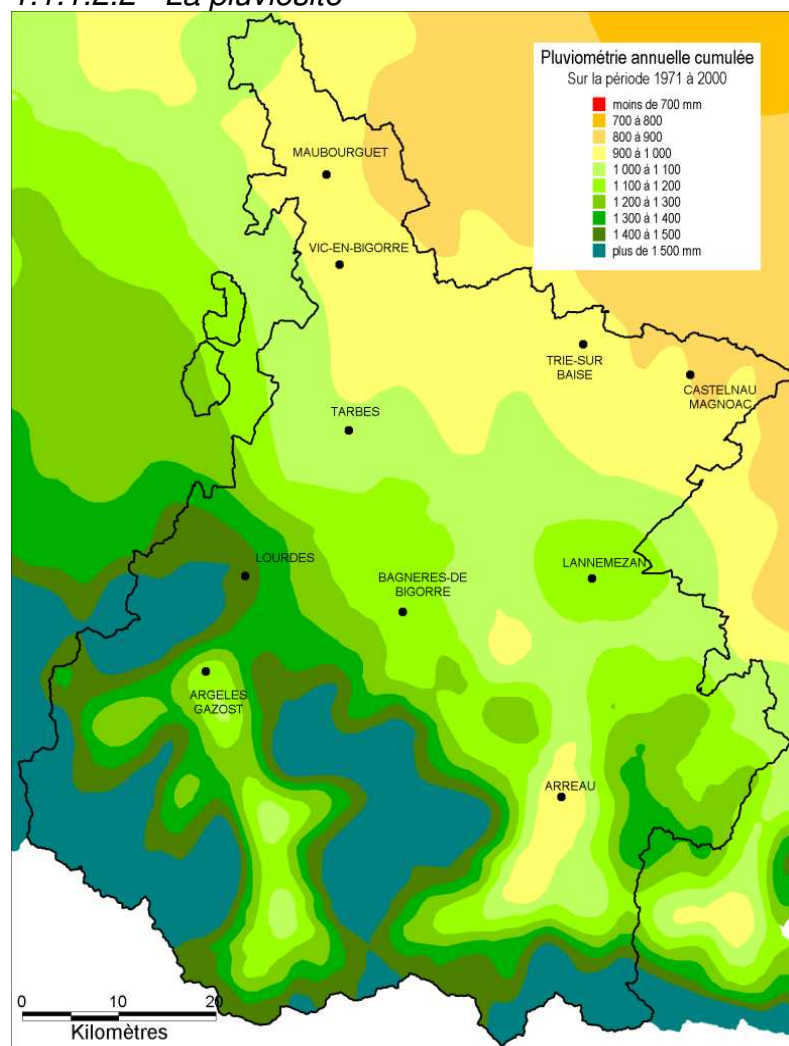 1.1.1.2.2 La pluviosité
Pluviométrie annuelle cumulée
Sur la période 1971 à 2000
moins de 700 mm
700 à 800
800 à 900
900 à 1 000
1 000 à 1 100
1 100 à 1 200
1 200 à 1 300
1 300 à 1 400
1 400 à 1 500
plus de 1 500 mm
MAUBOURGUET
VIC-EN-BIGORRE
TRIE-SUR
BAISE
CASTELNAU
MAGNOAC
TARBES
LOURDES
BAGNERES-DE
BIGORRE
LANNEMEZAN
ARGELES
GAZOST
ARREAU
0 10 20
Kilomètres